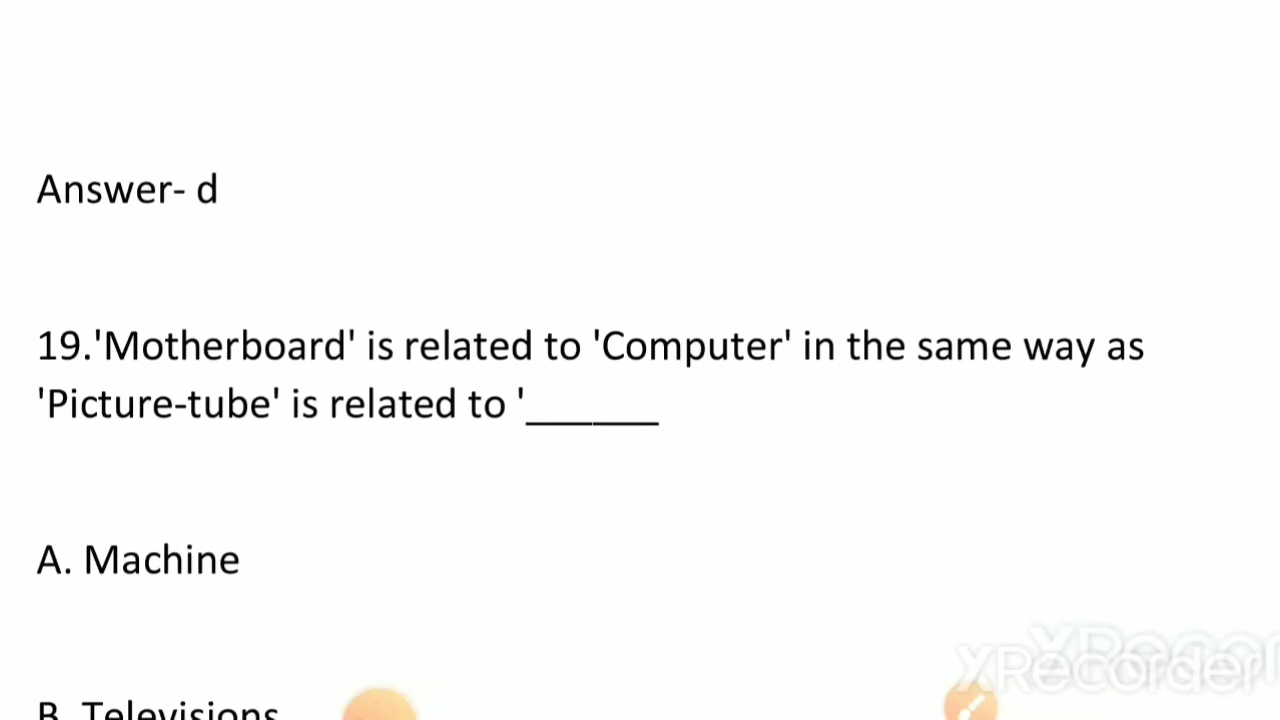 Answer- d
19.'Motherboard' is related to 'Computer' in the same way as
'Picture-tube' is related to '______
A. Machine
B. Televisions
XRecorder